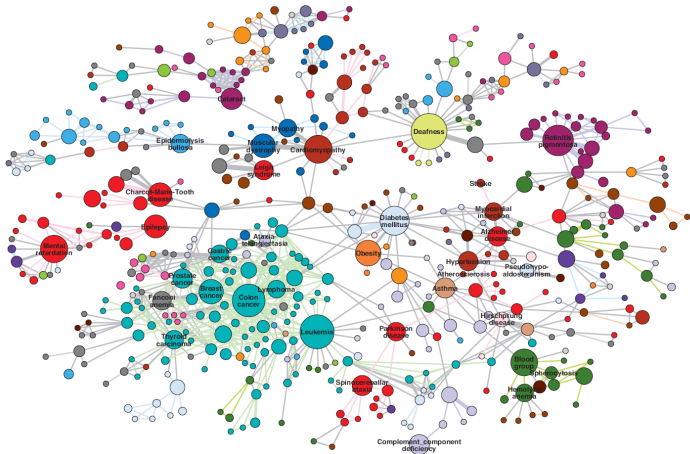 Cataract
Deafness
Myopathy
Epidermolysis
bullosa
Muscular
dystrophy
Cardiomyopathy
Retinitis
pigmentosa
Leigh
syndrome
Charcot-Marie-Tooth
disease
Stroke
Epilepsy
Diabetes
mellitus
Myocardial
infarction
Mental
retardation
Ataxia-
telangiectasia
Alzheimer
disease
Gastric
cancer
Obesity
Hypertension
Pseudohypo-
aldosteronism
Atherosclerosis
Prostate
cancer
Breast
cancer
Lymphoma
Asthma
Fanconi
anemia
Colon
cancer
Hirschprung
disease
Thyroid
carcinoma
Leukemia
Parkinson
disease
Blood
group
Spherocytosis
Spinocerebellar
ataxia
Hemolytic
anemia
Complement_component
deficiency